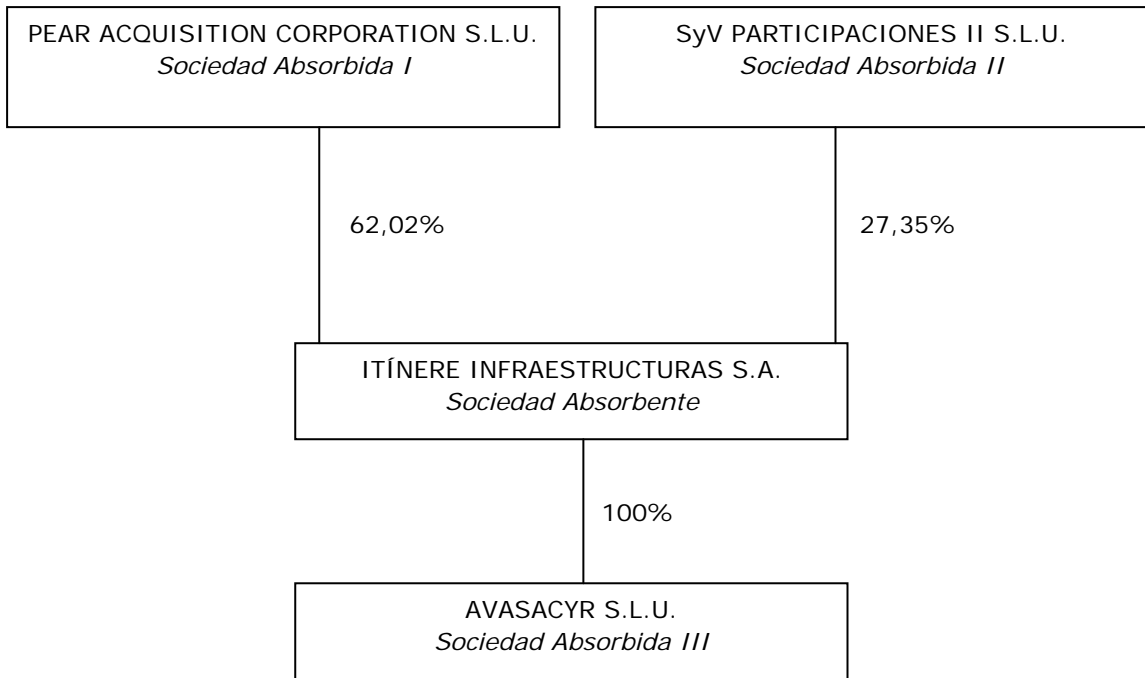 PEAR ACQUISITION CORPORATION S.L.U.
Sociedad Absorbida I
SyV PARTICIPACIONES II S.L.U.
Sociedad Absorbida II
62,02%
27,35%
ITÍNERE INFRAESTRUCTURAS S.A.
Sociedad Absorbente
100%
AVASACYR S.L.U.
Sociedad Absorbida III